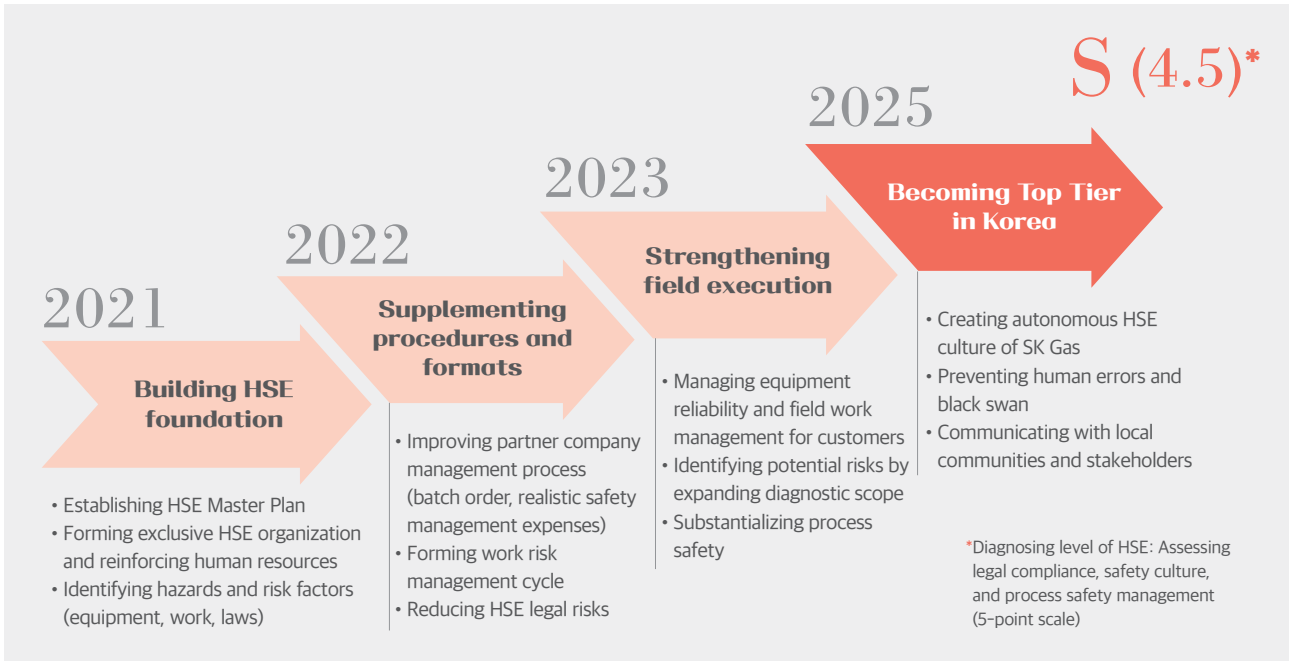 2021
Building HSE
foundation
• Establishing HSE Master Plan
• Forming exclusive HSE organization
and reinforcing human resources
• Identifying hazards and risk factors
(equipment, work, laws)
2022
Supplementing
procedures and
formats
• Improving partner company
management process
(batch order, realistic safety
management expenses)
• Forming work risk
management cycle
• Reducing HSE legal risks
2023
Strengthening
field execution
• Managing equipment
reliability and field work
management for customers
• Identifying potential risks by
expanding diagnostic scope
• Substantializing process
safety
2025
S (4.5)*
Becoming Top Tier
in Korea
• Creating autonomous HSE
culture of SK Gas
• Preventing human errors and
black swan
• Communicating with local
communities and stakeholders
*Diagnosing level of HSE: Assessing
legal compliance, safety culture,
and process safety management
(5-point scale)